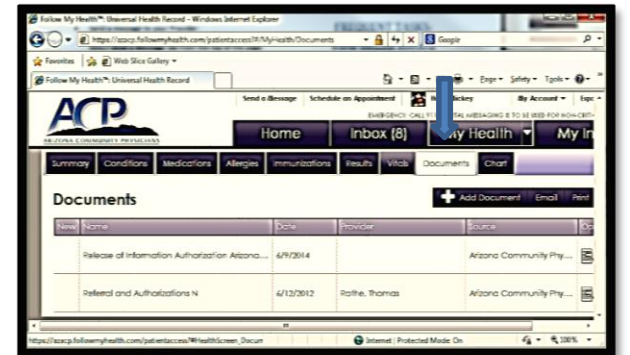 Follow My Health™: Universal Health Record - Windows Internet Explorer
https://azacp.followmyhealth.com/patientaccess/#/MyHealth/Documents
Google
Favorites Web Slice Gallery
Follow My Health™: Universal Health Record
Page Safety Tools
Send a Message Schedule an Appointment My Account
ACP
ARIZONA COMMUNITY PHYSICIANS
Home Inbox (8) My Health My In
Summary Conditions Medications Allergies Immunizations Results Vitals Documents Chart
Documents
Add Document Email Print
New Name Date Provider Source
Release of Information Authorization Arizona.... 6/9/2014 Arizona Community Phy....
Referral and Authorizations N 6/12/2012 Rothe, Thomas Arizona Community Phy....
https://azacp.followmyhealth.com/patientaccess/#HealthScreen_Docum Internet | Protected Mode: On 100%